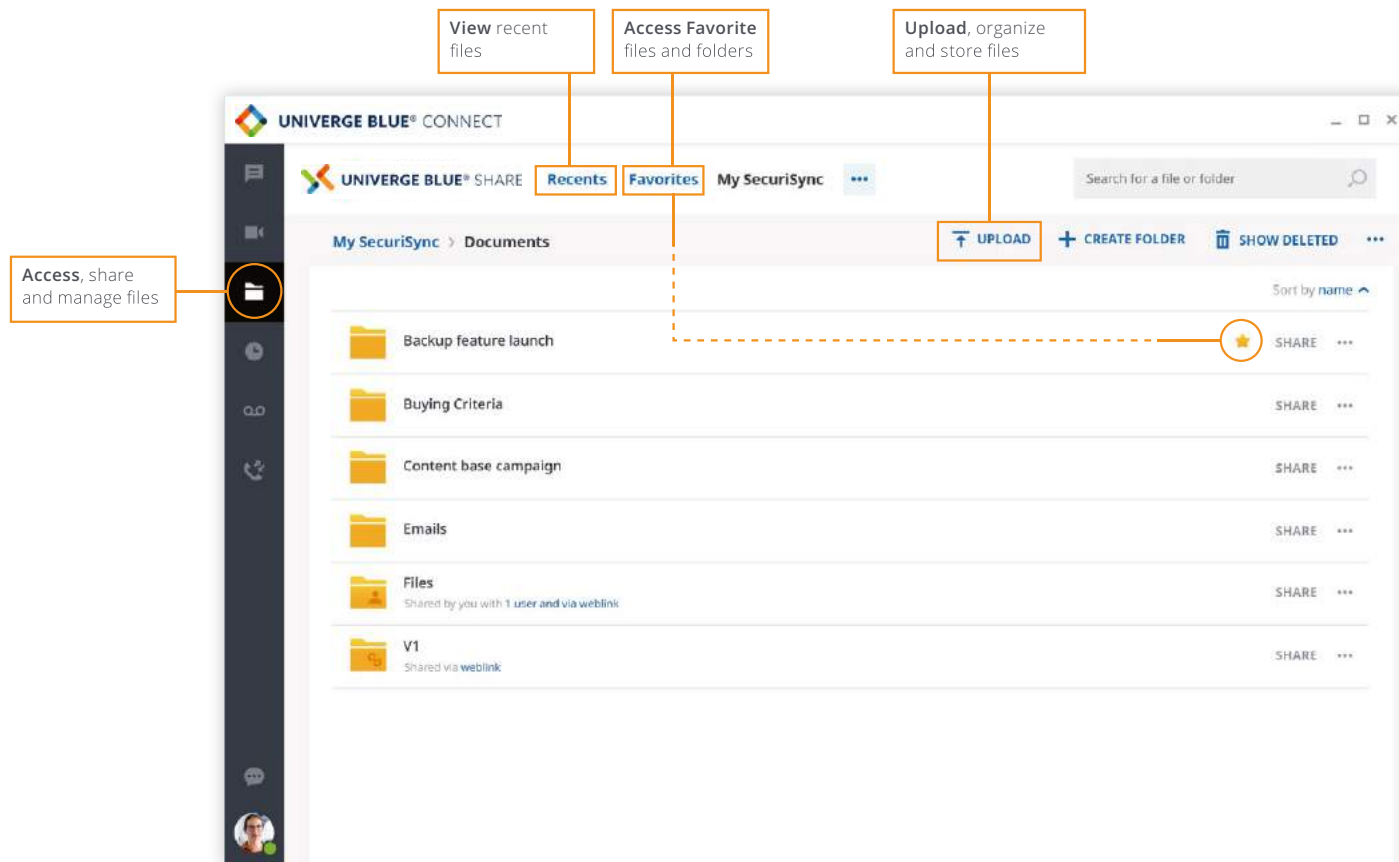 View recent
files
Access Favorite
files and folders
Upload, organize
and store files
UNIVERGE BLUE® CONNECT
UNIVERGE BLUE® SHARE Recents Favorites My SecuriSync •••
Search for a file or folder
My SecuriSync > Documents
UPLOAD + CREATE FOLDER SHOW DELETED •••
Access, share
and manage files
Sort by name
Backup feature launch SHARE •••
Buying Criteria SHARE •••
Content base campaign SHARE •••
Emails SHARE •••
Files
Shared by you with 1 user and via weblink
SHARE •••
V1
Shared via weblink
SHARE •••